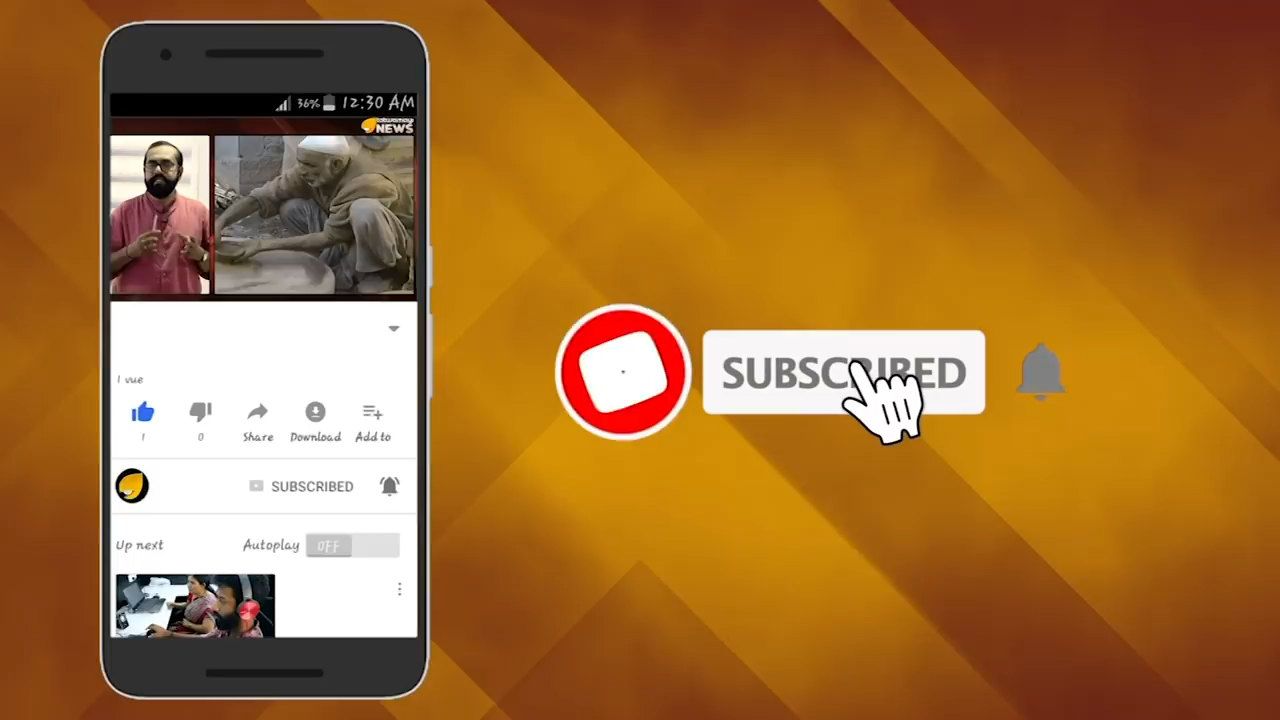 36% 12:30 AM
NEWS
1 vue
1
0
Share
Download
Add to
SUBSCRIBED
Up next
Autoplay
OFF
SUBSCRIBED